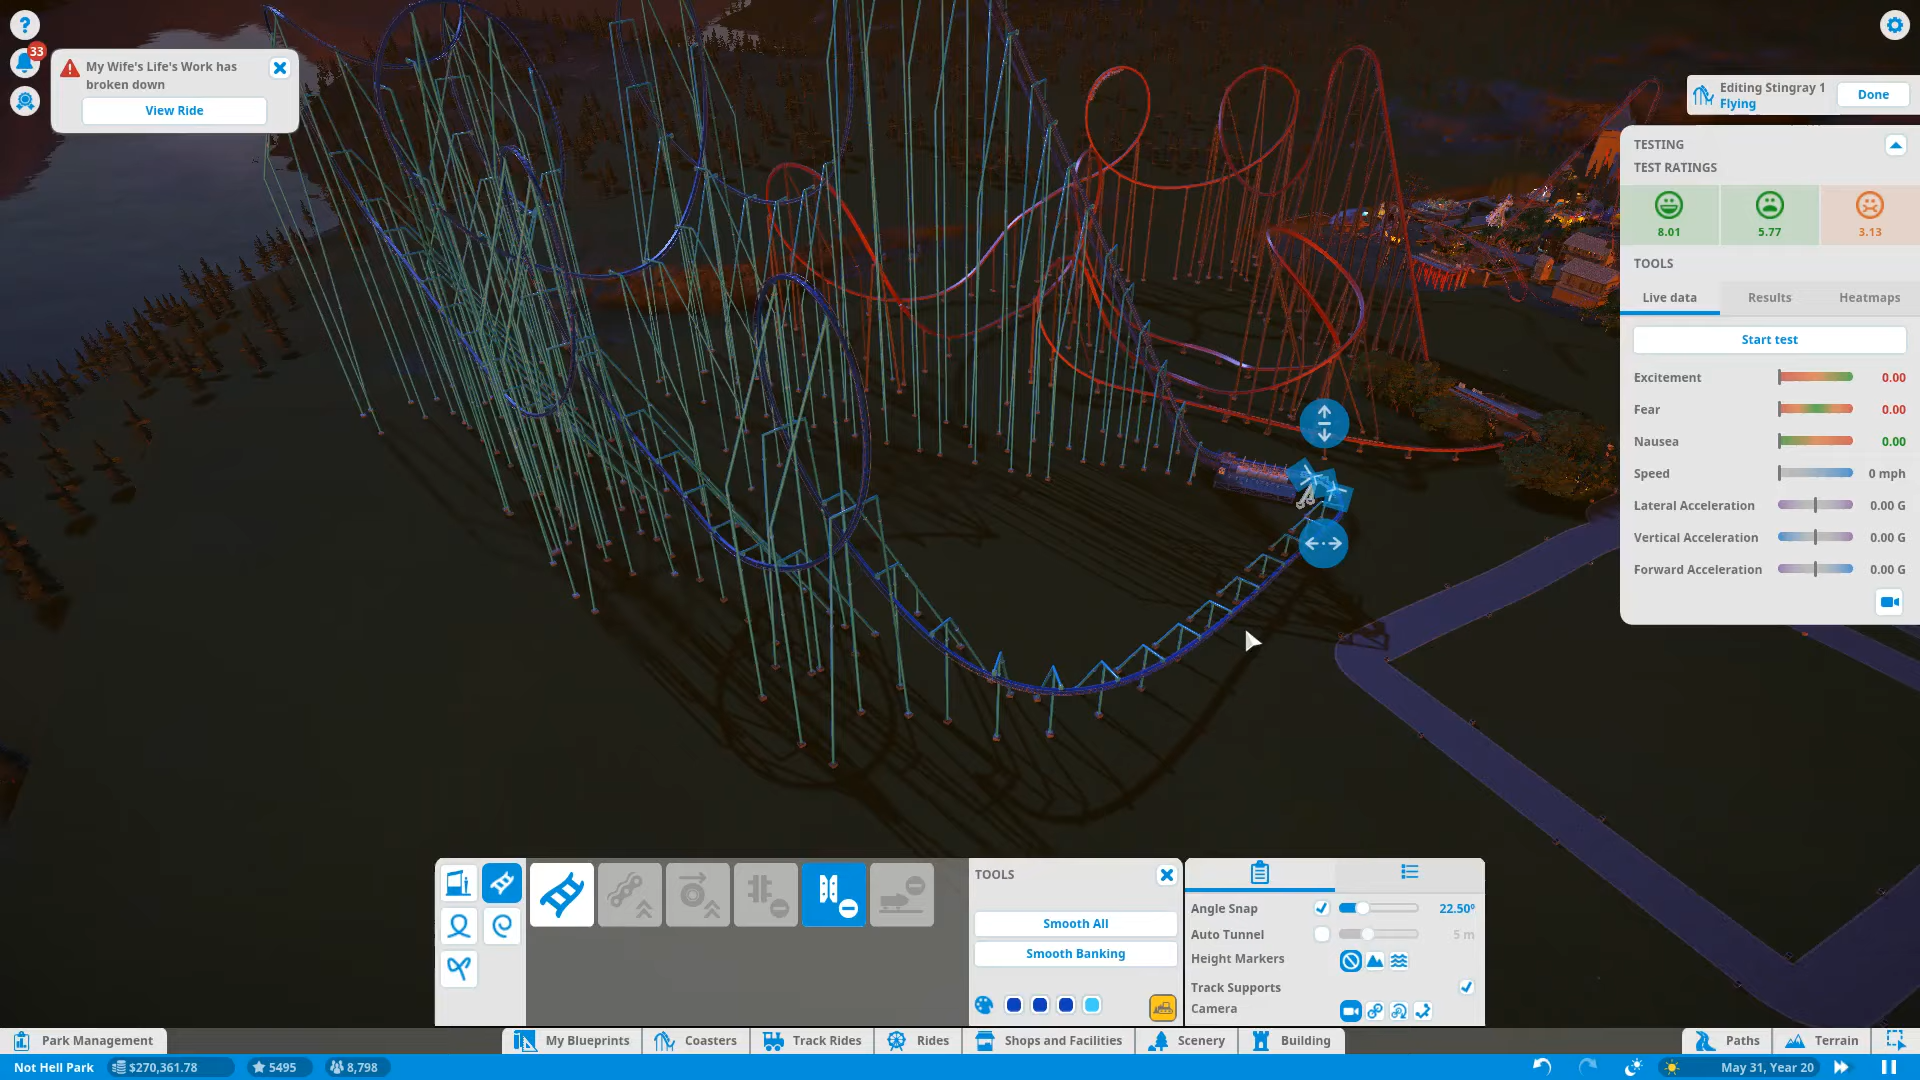 ?
33
My Wife's Life's Work has
broken down
View Ride
Editing Stingray 1
Flying
Done
TESTING
TEST RATINGS
8.01
5.77
3.13
TOOLS
Live data
Results
Heatmaps
Start test
Excitement 0.00
Fear 0.00
Nausea 0.00
Speed 0 mph
Lateral Acceleration 0.00 G
Vertical Acceleration 0.00 G
Forward Acceleration 0.00 G
TOOLS
Smooth All
Smooth Banking
Angle Snap 22.50°
Auto Tunnel 5 m
Height Markers
Track Supports
Camera
Park Management
My Blueprints
Coasters
Track Rides
Rides
Shops and Facilities
Scenery
Building
Paths
Terrain
Not Hell Park
$270,361.78
5495
8,798
May 31, Year 20